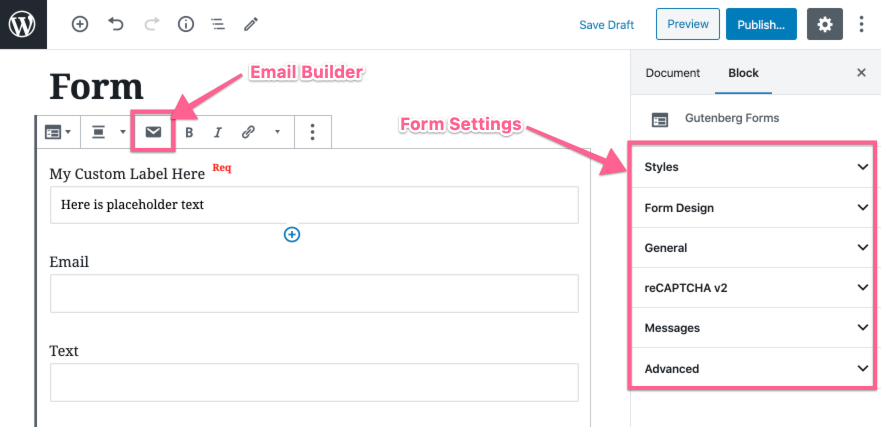 Save Draft
Preview
Publish...
Form
Email Builder
Document
Block
Gutenberg Forms
Form Settings
B I
My Custom Label Here Req
Here is placeholder text
Email
Text
Styles
Form Design
General
reCAPTCHA v2
Messages
Advanced